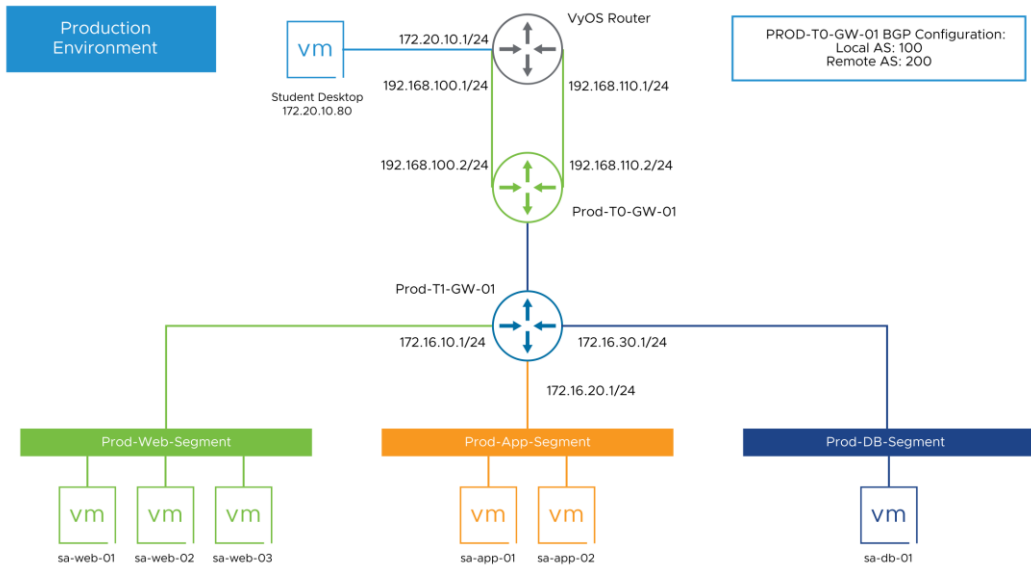 Production
Environment
vm
Student Desktop
172.20.10.80
172.20.10.1/24
VyOS Router
PROD-T0-GW-01 BGP Configuration:
Local AS: 100
Remote AS: 200
192.168.100.1/24
192.168.110.1/24
192.168.100.2/24
192.168.110.2/24
Prod-T0-GW-01
Prod-T1-GW-01
172.16.10.1/24
172.16.30.1/24
172.16.20.1/24
Prod-Web-Segment
Prod-App-Segment
Prod-DB-Segment
vm
vm
vm
vm
vm
vm
sa-web-01
sa-web-02
sa-web-03
sa-app-01
sa-app-02
sa-db-01